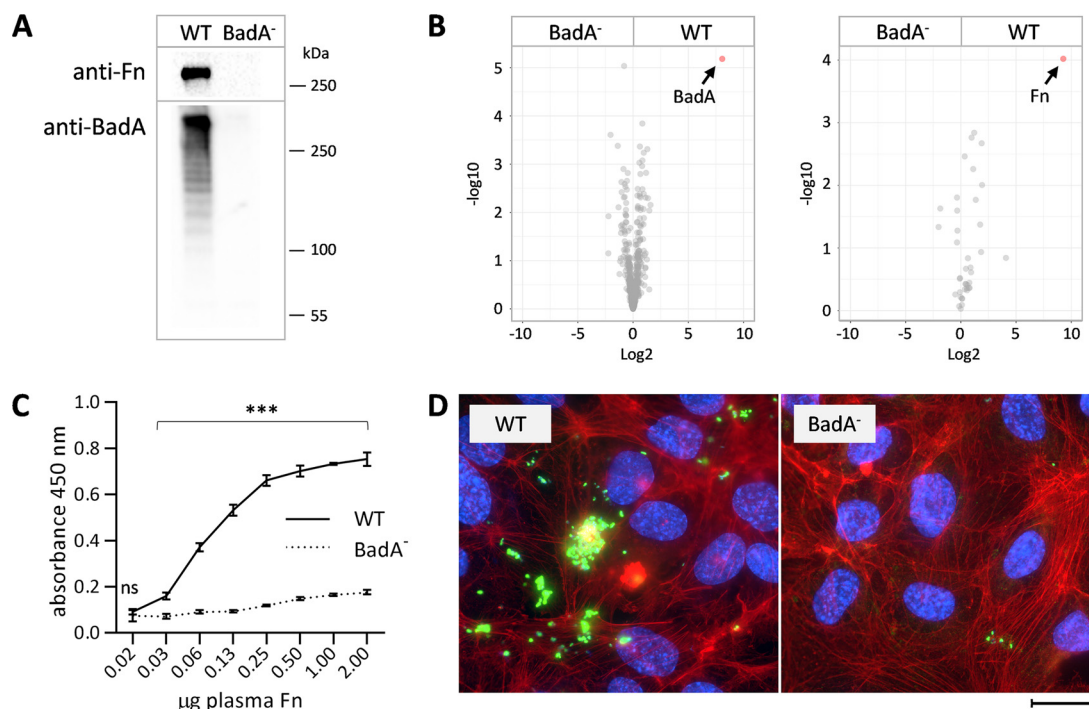 A
WT BadA-
kDa
anti-Fn
250
anti-BadA
250
100
55
B
BadA- WT
BadA
-log10
5
4
3
2
1
0
-10 -5 0 5 10
Log2
BadA- WT
Fn
-log10
4
3
2
1
0
-10 -5 0 5 10
Log2
C
absorbance 450 nm
1.0
0.8
0.6
0.4
0.2
0.0
***
ns
WT
BadA-
0.02 0.03 0.06 0.13 0.25 0.50 1.00 2.00
µg plasma Fn
D
WT
BadA-